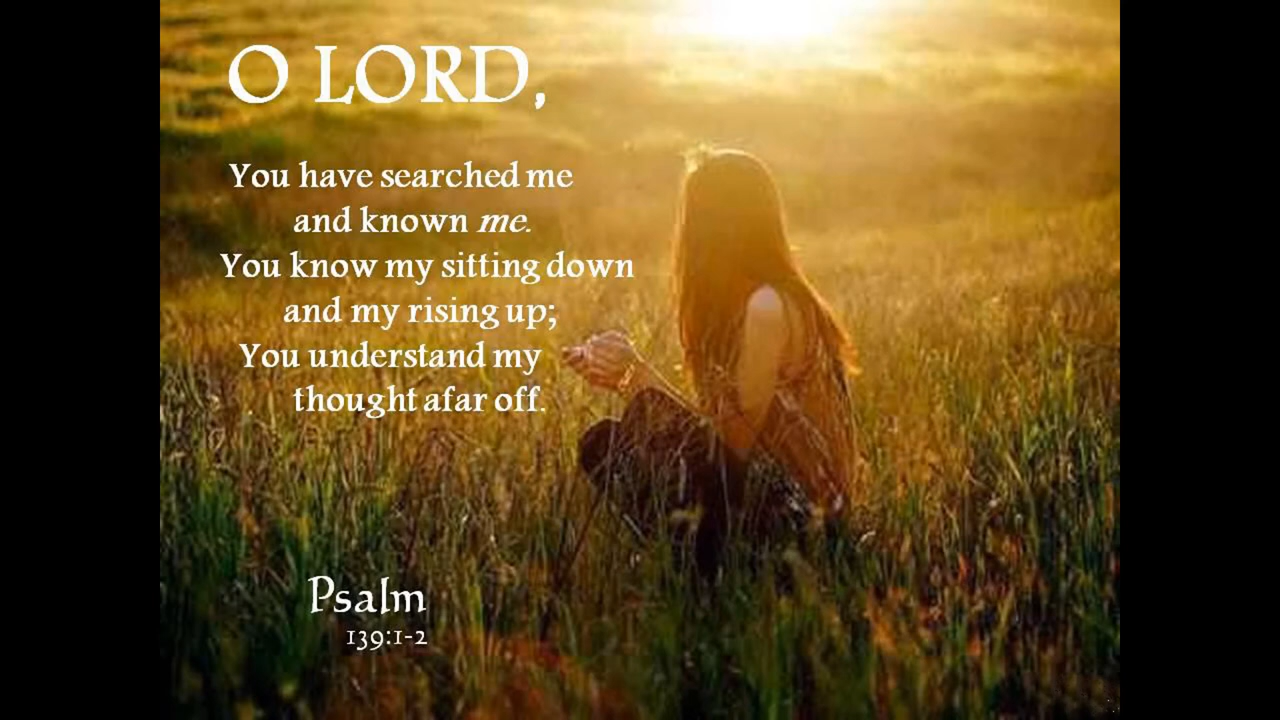 O LORD,
You have searched me
and known me.
You know my sitting down
and my rising up;
You understand my
thought afar off.
Psalm
139:1-2